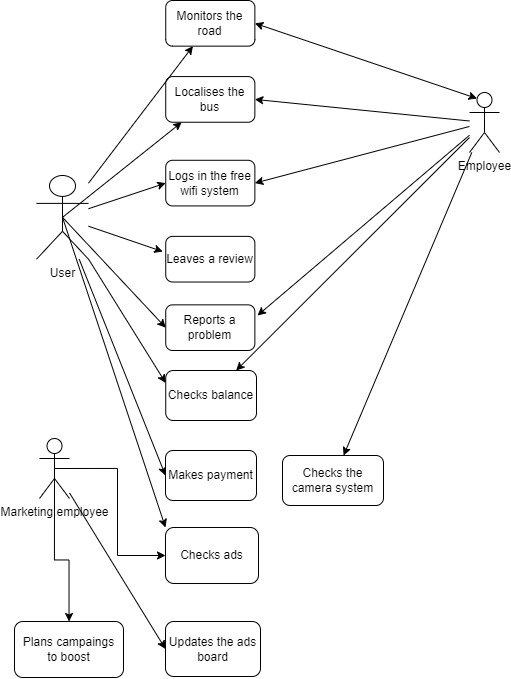 Monitors the
road
Localises the
bus
Employee
Logs in the free
wifi system
User
Leaves a review
Reports a
problem
Checks balance
Makes payment
Checks the
camera system
Marketing employee
Checks ads
Plans campaings
to boost
Updates the ads
board